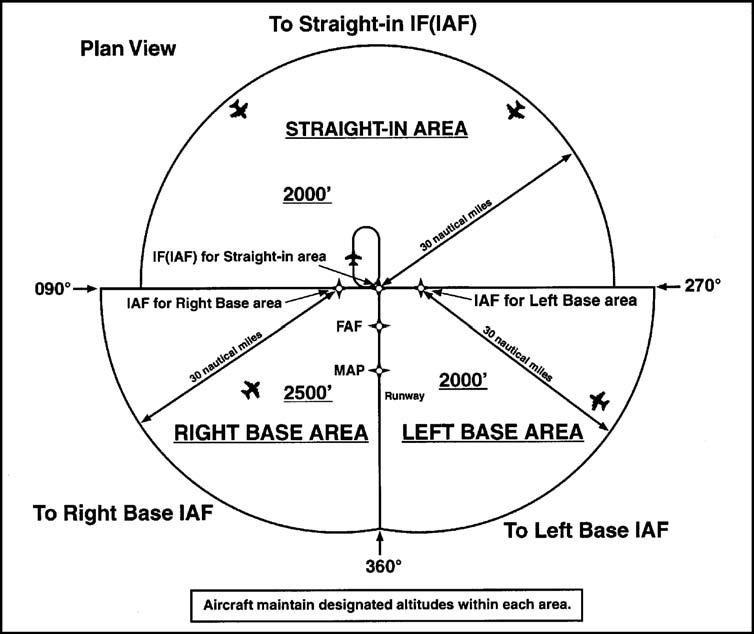 To Straight-in IF(IAF)
Plan View
STRAIGHT-IN AREA
2000’
30 nautical miles
IF(IAF) for Straight-in area
090°
270°
IAF for Right Base area
IAF for Left Base area
FAF
30 nautical miles
30 nautical miles
MAP
2500’
2000’
Runway
RIGHT BASE AREA
LEFT BASE AREA
To Right Base IAF
To Left Base IAF
360°
Aircraft maintain designated altitudes within each area.